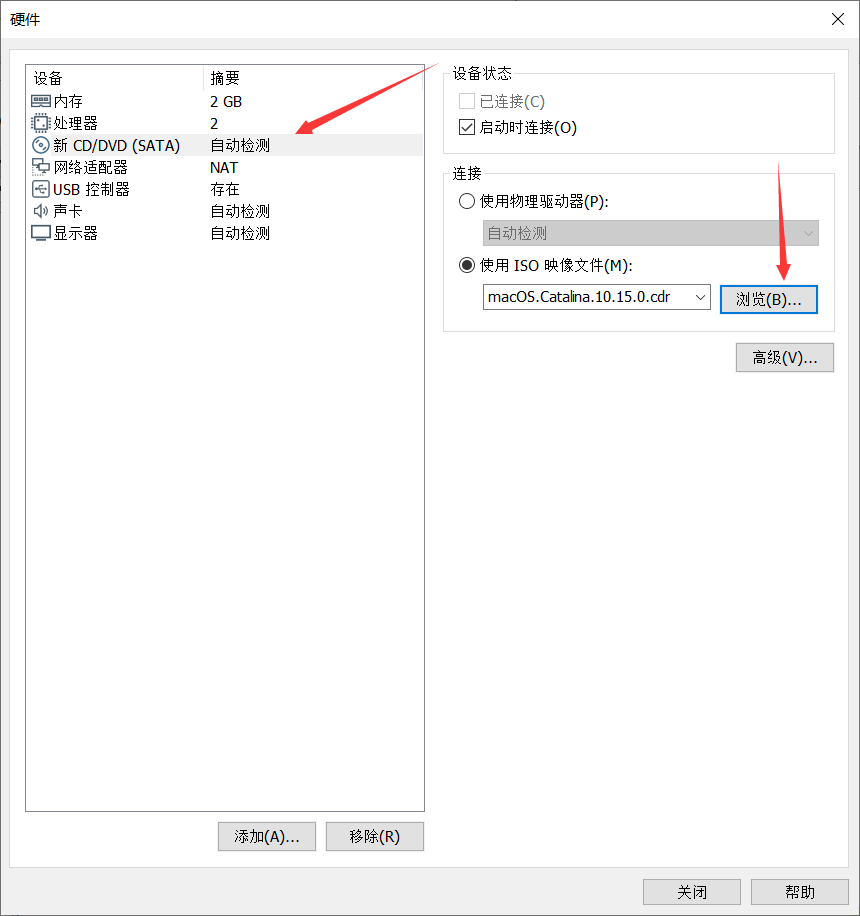 硬件
设备 摘要
内存 2 GB
处理器 2
新 CD/DVD (SATA) 自动检测
网络适配器 NAT
USB 控制器 存在
声卡 自动检测
显示器 自动检测
添加(A)... 移除(R)
设备状态
已连接(C)
启动时连接(O)
连接
使用物理驱动器(P):
自动检测
使用 ISO 映像文件(M):
macOS.Catalina.10.15.0.cdr 浏览(B)...
高级(V)...
关闭 帮助